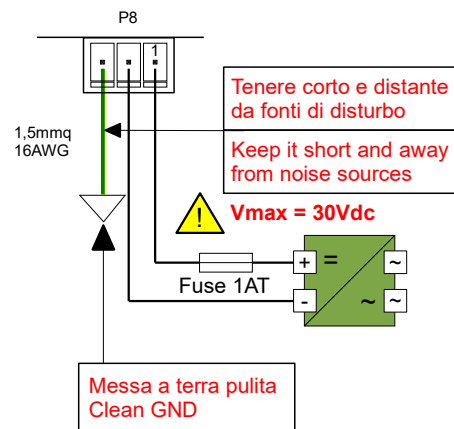 P8
1
1,5mmq
16AWG
Tenere corto e distante
da fonti di disturbo
Keep it short and away
from noise sources
!
Vmax = 30Vdc
+
=
~
Fuse 1AT
-
~
~
Messa a terra pulita
Clean GND